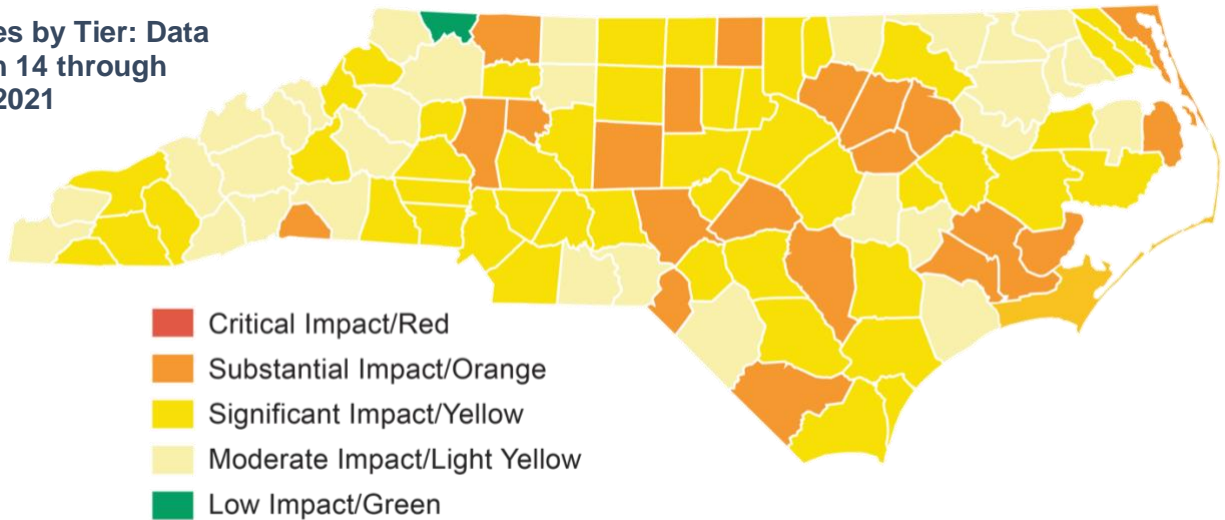 es by Tier: Data
14 through
2021
Critical Impact/Red
Substantial Impact/Orange
Significant Impact/Yellow
Moderate Impact/Light Yellow
Low Impact/Green